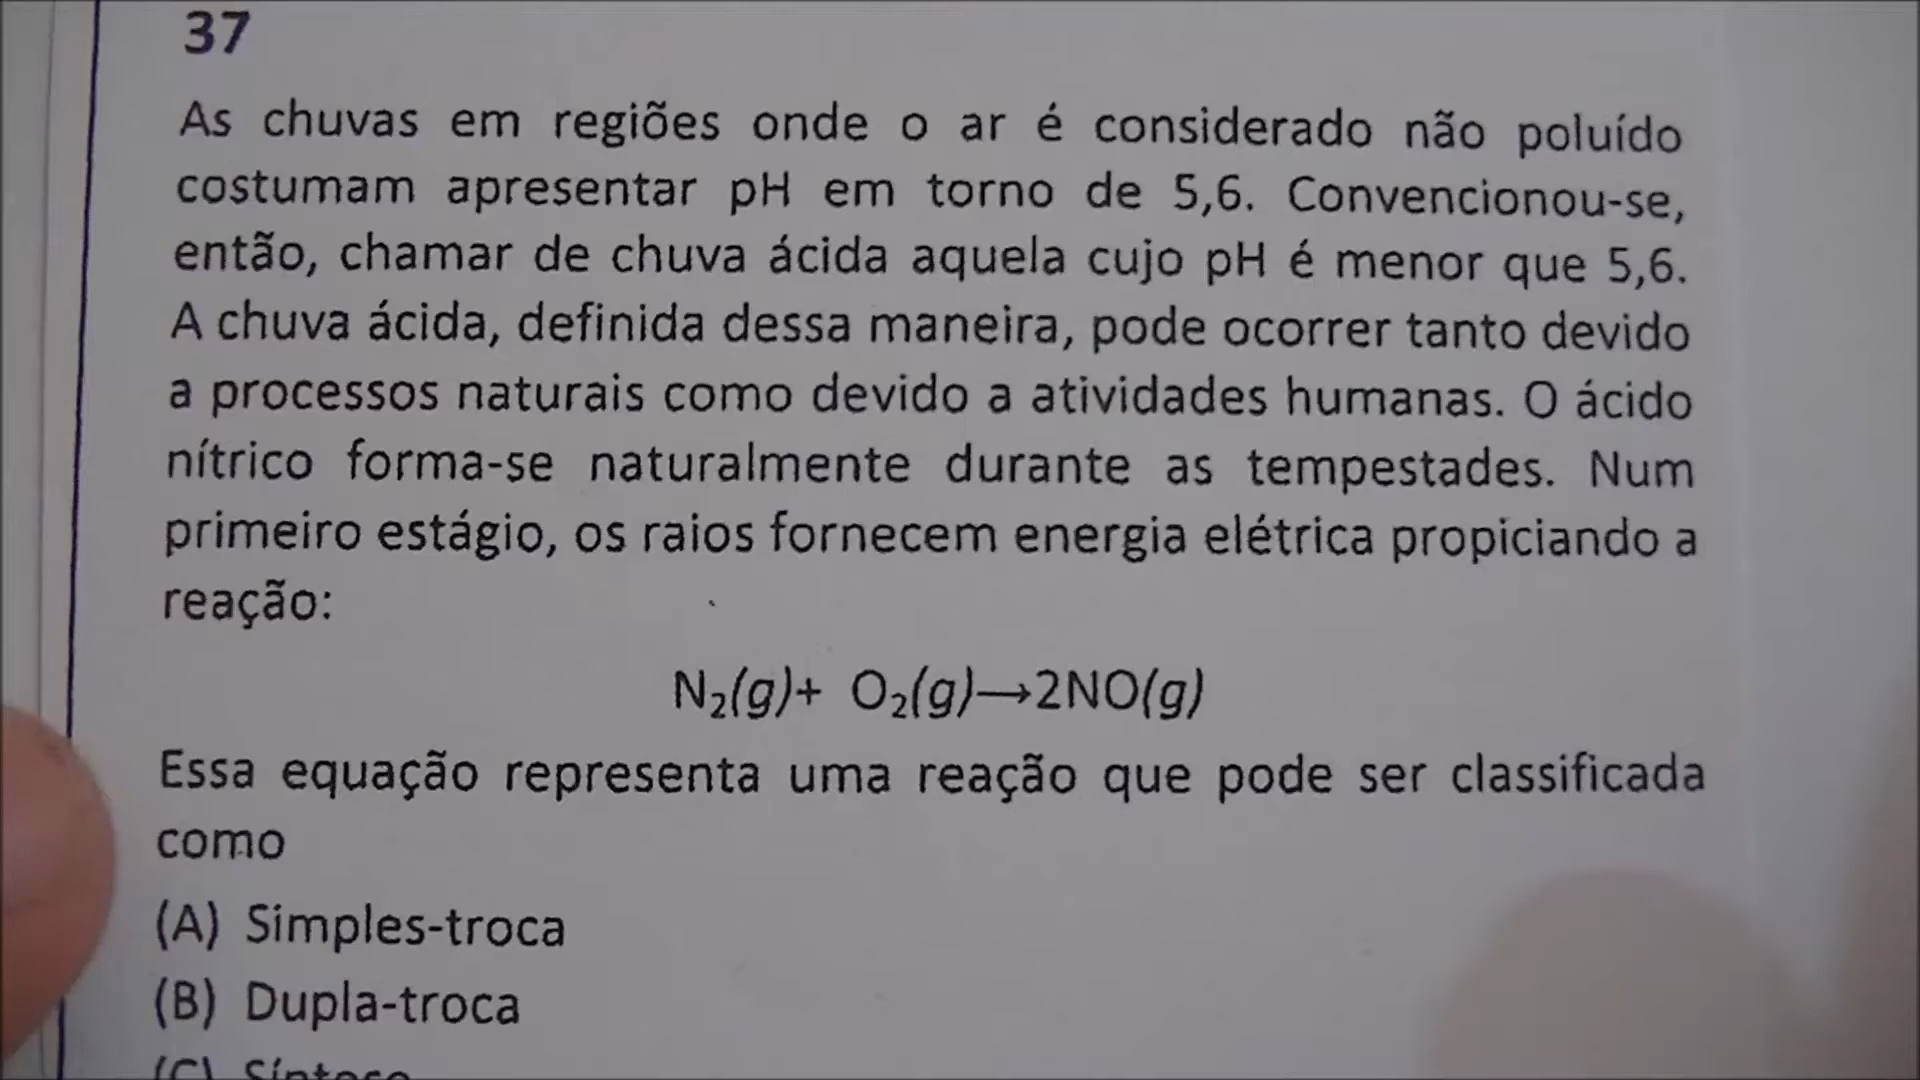 37
As chuvas em regiões onde o ar é considerado não poluído
costumam apresentar pH em torno de 5,6. Convencionou-se,
então, chamar de chuva ácida aquela cujo pH é menor que 5,6.
A chuva ácida, definida dessa maneira, pode ocorrer tanto devido
a processos naturais como devido a atividades humanas. O ácido
nítrico forma-se naturalmente durante as tempestades. Num
primeiro estágio, os raios fornecem energia elétrica propiciando a
reação:
N₂(g)+ O₂(g)→2NO(g)
Essa equação representa uma reação que pode ser classificada
como
(A) Simples-troca
(B) Dupla-troca
(C) Síntese